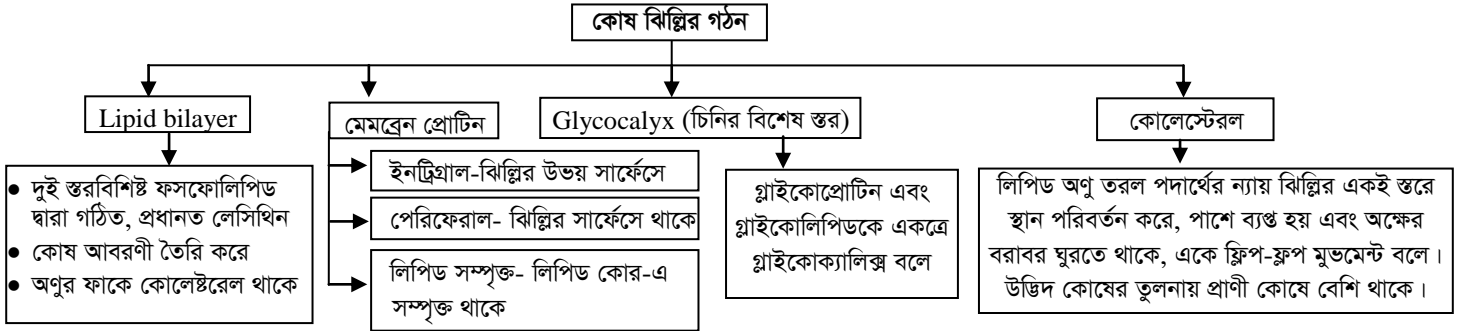 কোষ ঝিল্লির গঠন
Lipid bilayer
মেমব্রেন প্রোটিন
Glycocalyx (চিনির বিশেষ স্তর)
কোলেস্টেরল
● দুই স্তরবিশিষ্ট ফসফোলিপিড
দ্বারা গঠিত, প্রধানত লেসিথিন
● কোষ আবরণী তৈরি করে
● অণুর ফাকে কোলেষ্টরেল থাকে
ইনট্রিগ্রাল-ঝিল্লির উভয় সার্ফেসে
পেরিফেরাল- ঝিল্লির সার্ফেসে থাকে
লিপিড সম্পৃক্ত- লিপিড কোর-এ
সম্পৃক্ত থাকে
গ্লাইকোপ্রোটিন এবং
গ্লাইকোলিপিডকে একত্রে
গ্লাইকোক্যালিক্স বলে
লিপিড অণু তরল পদার্থের ন্যায় ঝিল্লির একই স্তরে
স্থান পরিবর্তন করে, পাশে ব্যপ্ত হয় এবং অক্ষের
বরাবর ঘুরতে থাকে, একে ফ্লিপ-ফ্লপ মুভমেন্ট বলে।
উদ্ভিদ কোষের তুলনায় প্রাণী কোষে বেশি থাকে।